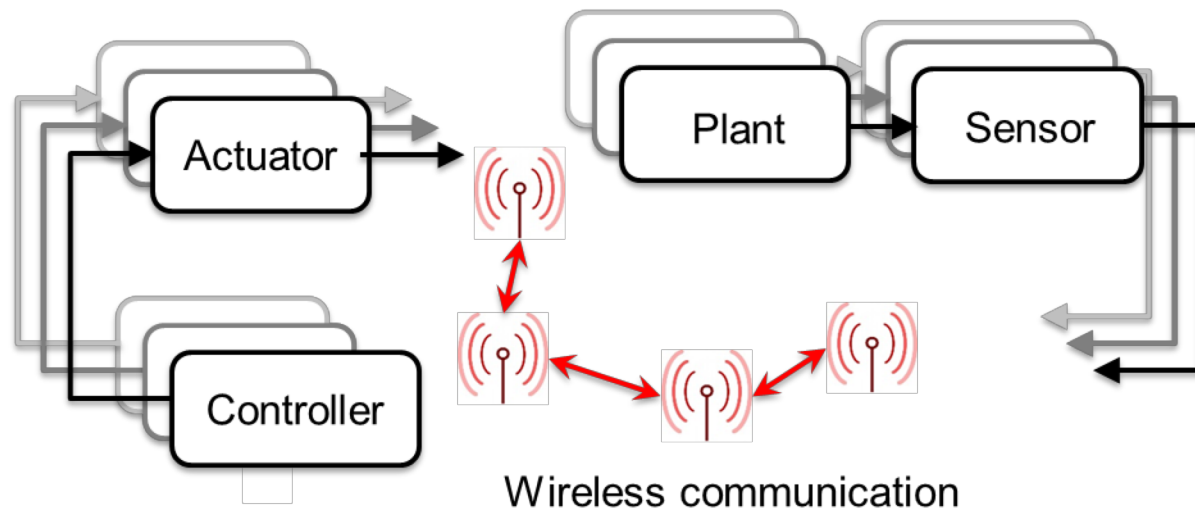 Actuator
Plant
Sensor
Controller
Wireless communication